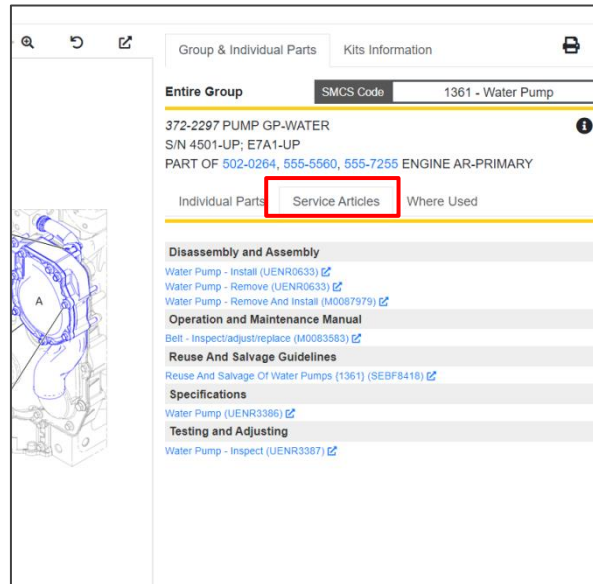 Group & Individual Parts Kits Information
Entire Group SMCS Code 1361 - Water Pump
372-2297 PUMP GP-WATER
S/N 4501-UP; E7A1-UP
PART OF 502-0264, 555-5560, 555-7255 ENGINE AR-PRIMARY
Individual Parts Service Articles Where Used
Disassembly and Assembly
Water Pump - Install (UENR0633)
Water Pump - Remove (UENR0633)
Water Pump - Remove And Install (M0087979)
Operation and Maintenance Manual
Belt - Inspect/adjust/replace (M0083583)
Reuse And Salvage Guidelines
Reuse And Salvage Of Water Pumps {1361} (SEBF8418)
Specifications
Water Pump (UENR3386)
Testing and Adjusting
Water Pump - Inspect (UENR3387)
A